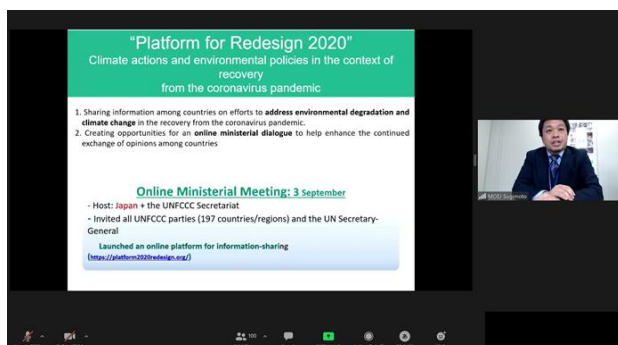 “Platform for Redesign 2020”
Climate actions and environmental policies in the context of
recovery
from the coronavirus pandemic
1. Sharing information among countries on efforts to address environmental degradation and
climate change in the recovery from the coronavirus pandemic.
2. Creating opportunities for an online ministerial dialogue to help enhance the continued
exchange of opinions among countries
Online Ministerial Meeting: 3 September
- Host: Japan + the UNFCCC Secretariat
- Invited all UNFCCC parties (197 countries/regions) and the UN Secretary-
General
Launched an online platform for information-sharing
(https://platform2020redesign.org/)
MOEJ Sugimoto
100